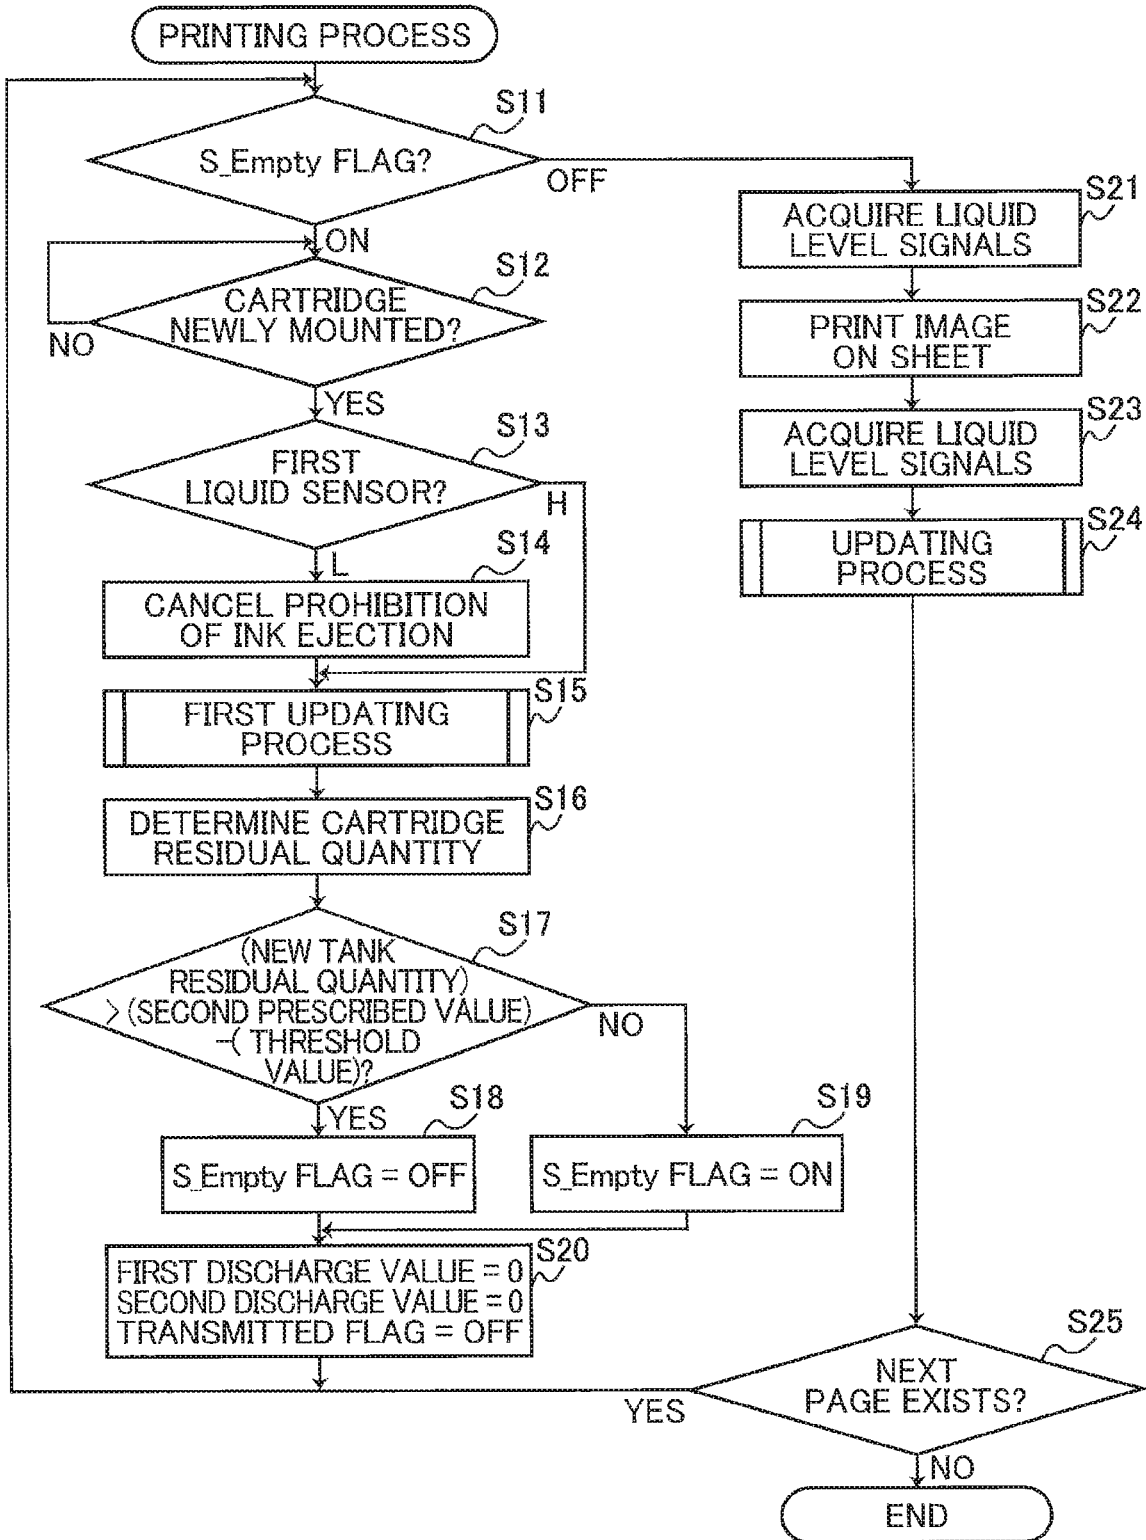 PRINTING PROCESS
S11
S_Empty FLAG?
OFF
ON
S12
CARTRIDGE
NEWLY MOUNTED?
NO
YES
S13
FIRST
LIQUID SENSOR?
H
L
S14
CANCEL PROHIBITION
OF INK EJECTION
S15
FIRST UPDATING
PROCESS
S16
DETERMINE CARTRIDGE
RESIDUAL QUANTITY
S17
(NEW TANK
RESIDUAL QUANTITY)
> (SECOND PRESCRIBED VALUE)
-( THRESHOLD
VALUE)?
NO
YES
S18
S_Empty FLAG = OFF
S19
S_Empty FLAG = ON
S20
FIRST DISCHARGE VALUE = 0
SECOND DISCHARGE VALUE = 0
TRANSMITTED FLAG = OFF
S21
ACQUIRE LIQUID
LEVEL SIGNALS
S22
PRINT IMAGE
ON SHEET
S23
ACQUIRE LIQUID
LEVEL SIGNALS
S24
UPDATING
PROCESS
S25
NEXT
PAGE EXISTS?
YES
NO
END